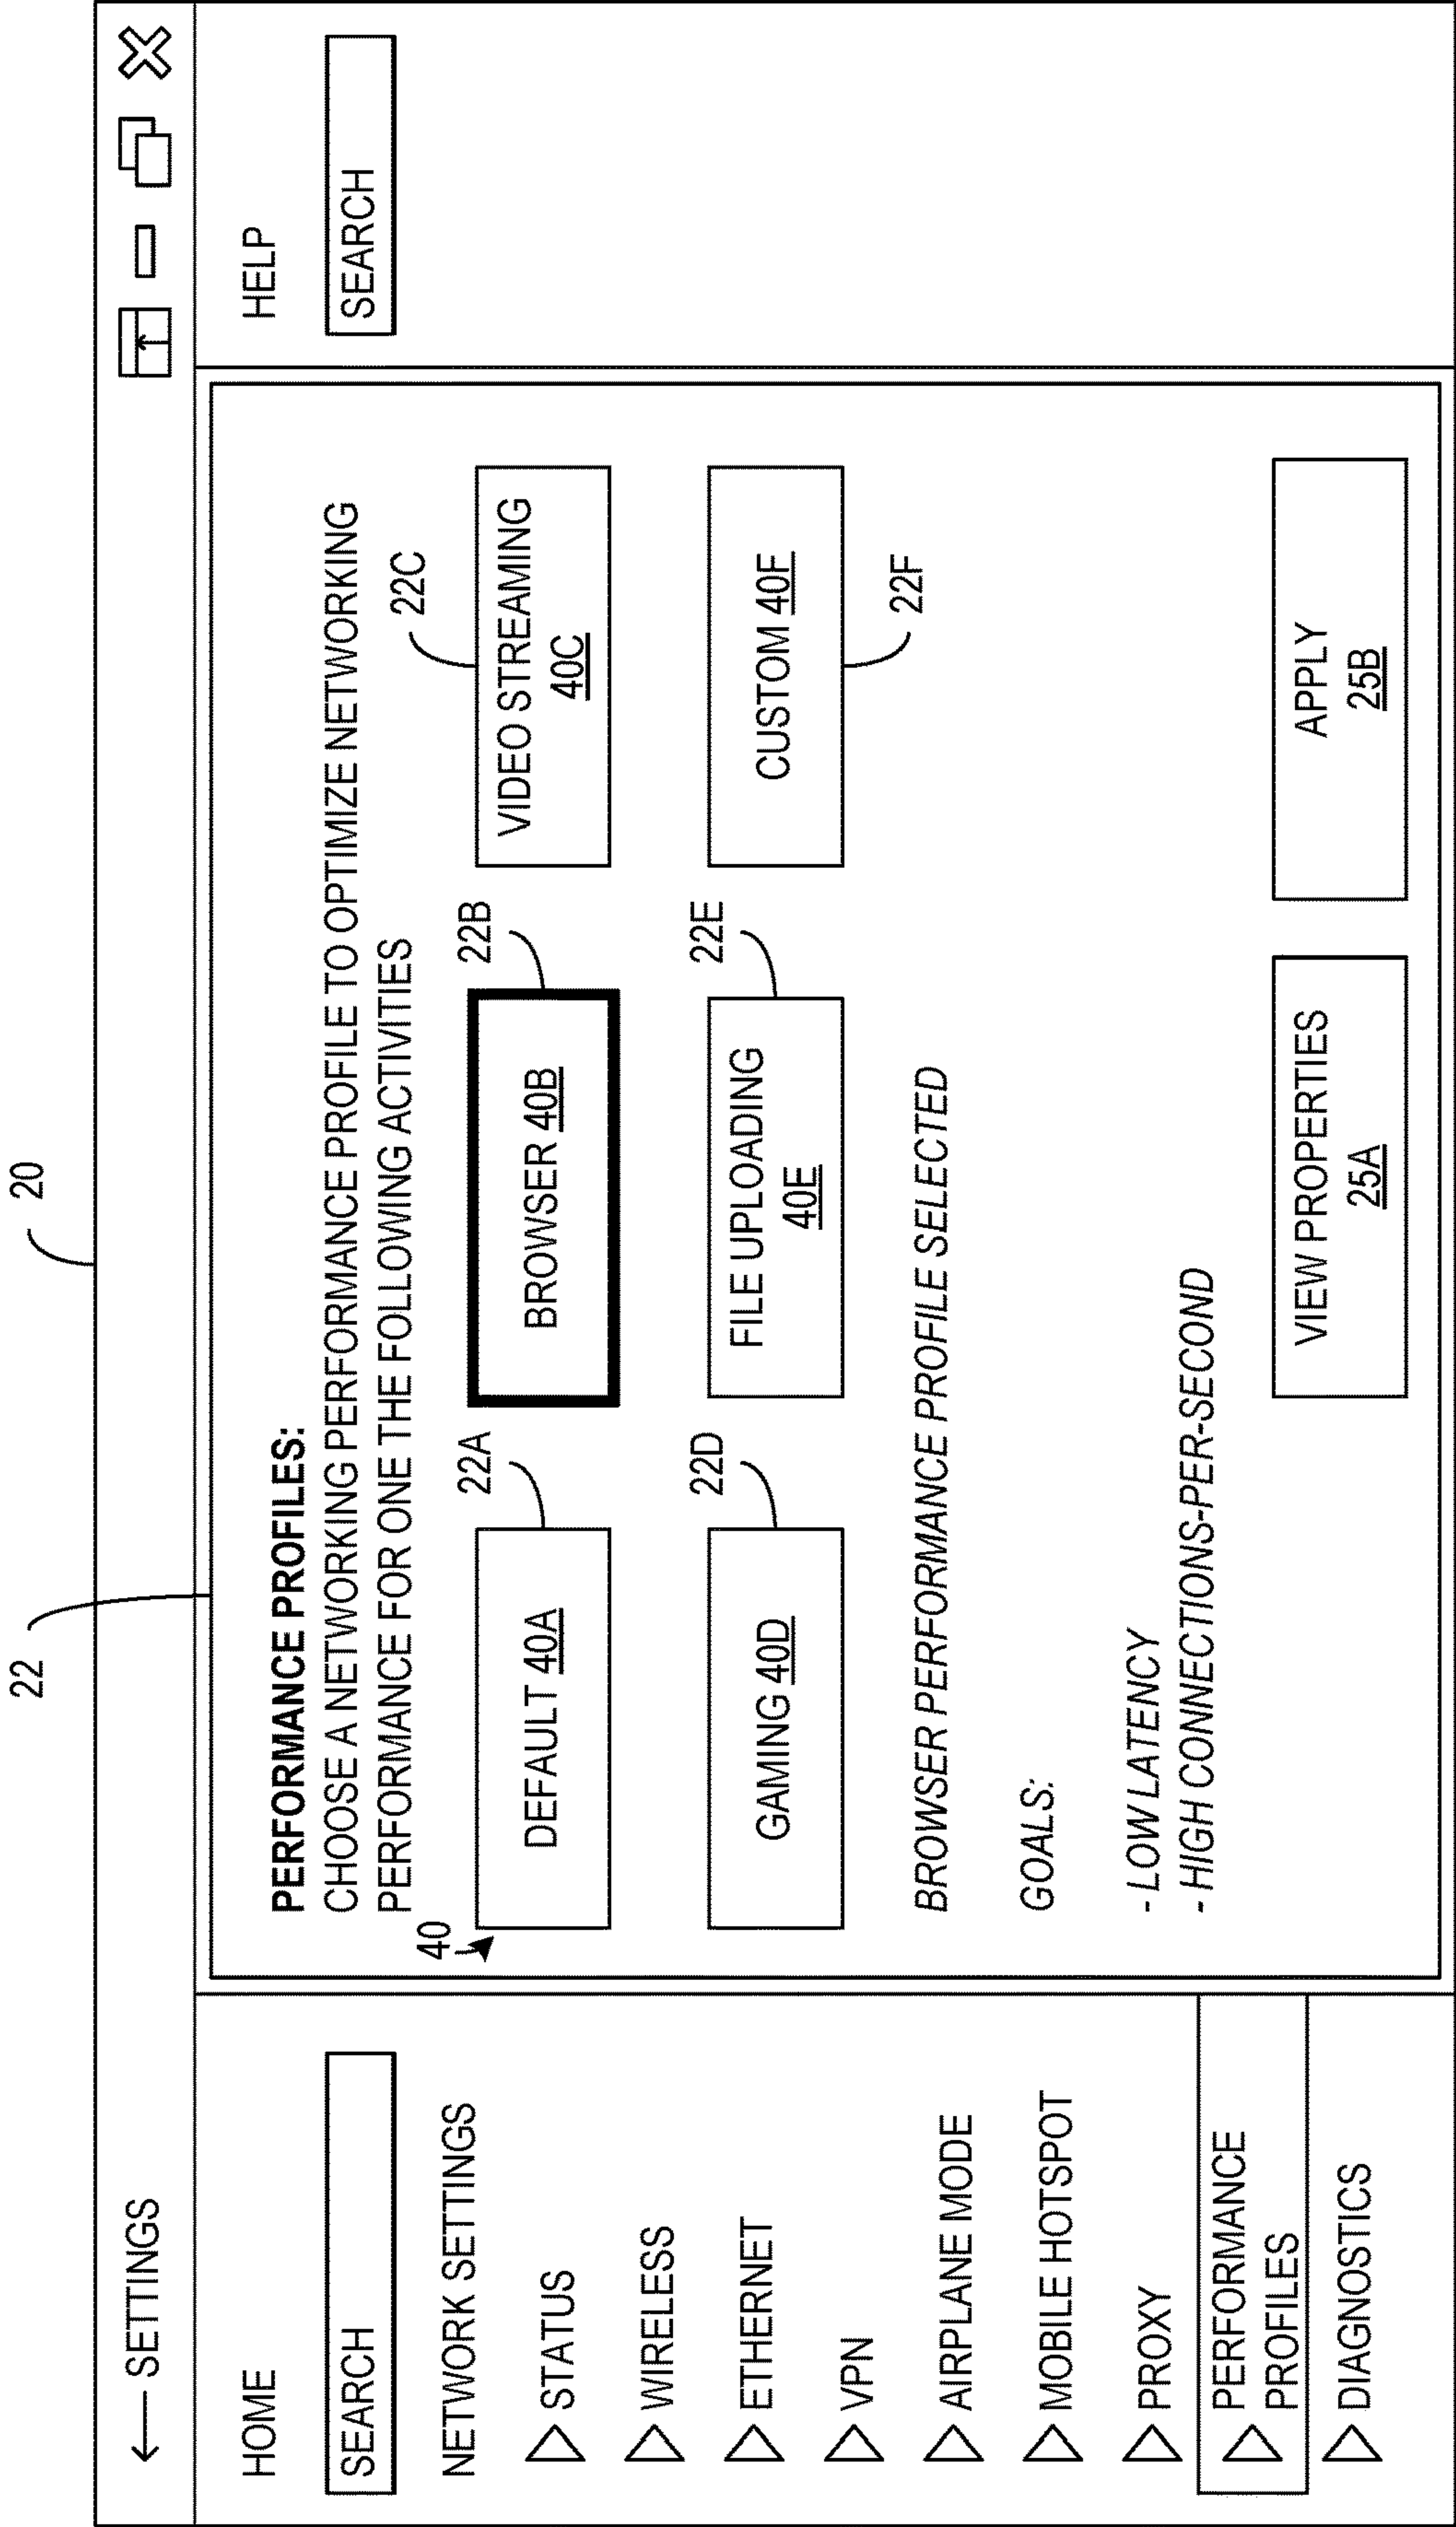 20
22
← SETTINGS
HOME
SEARCH
NETWORK SETTINGS
STATUS
WIRELESS
ETHERNET
VPN
AIRPLANE MODE
MOBILE HOTSPOT
PROXY
PERFORMANCE
PROFILES
DIAGNOSTICS
PERFORMANCE PROFILES:
CHOOSE A NETWORKING PERFORMANCE PROFILE TO OPTIMIZE NETWORKING
PERFORMANCE FOR ONE THE FOLLOWING ACTIVITIES
40
22A
22B
22C
DEFAULT 40A
BROWSER 40B
VIDEO STREAMING
40C
22D
22E
GAMING 40D
FILE UPLOADING
40E
CUSTOM 40F
22F
BROWSER PERFORMANCE PROFILE SELECTED
GOALS:
- LOW LATENCY
- HIGH CONNECTIONS-PER-SECOND
VIEW PROPERTIES
25A
APPLY
25B
HELP
SEARCH